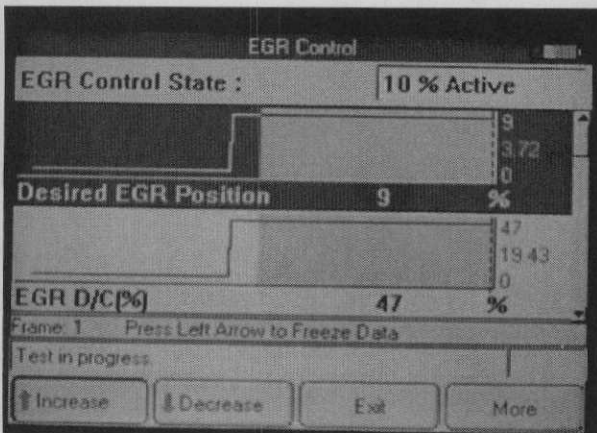 EGR Control
EGR Control State : 10 % Active
9
3.72
0
Desired EGR Position 9 %
47
19.43
0
EGR D/C(%) 47 %
Frame: 1 Press Left Arrow to Freeze Data
Test in progress
Increase Decrease Exit More